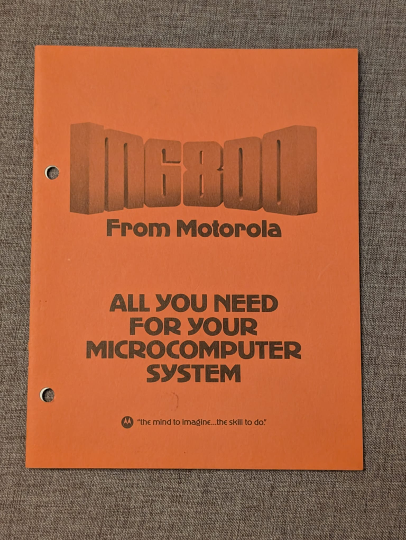 M6800
From Motorola
ALL YOU NEED
FOR YOUR
MICROCOMPUTER
SYSTEM
"the mind to imagine...the skill to do."